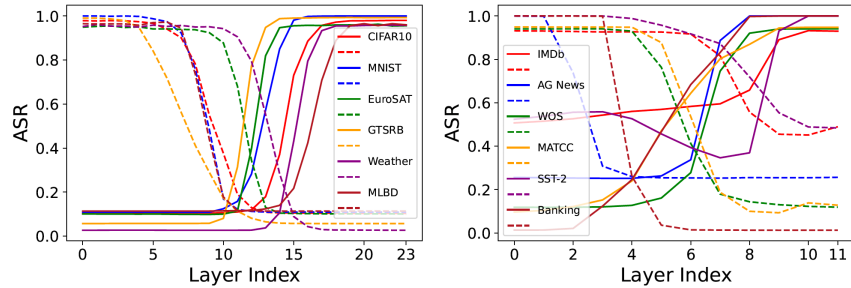 ASR
1.0
0.8
0.6
0.4
0.2
0.0
0
5
10
15
20
23
Layer Index
CIFAR10
MNIST
EuroSAT
GTSRB
Weather
MLBD
ASR
1.0
0.8
0.6
0.4
0.2
0.0
0
2
4
6
8
10
11
Layer Index
IMDb
AG News
WOS
MATCC
SST-2
Banking